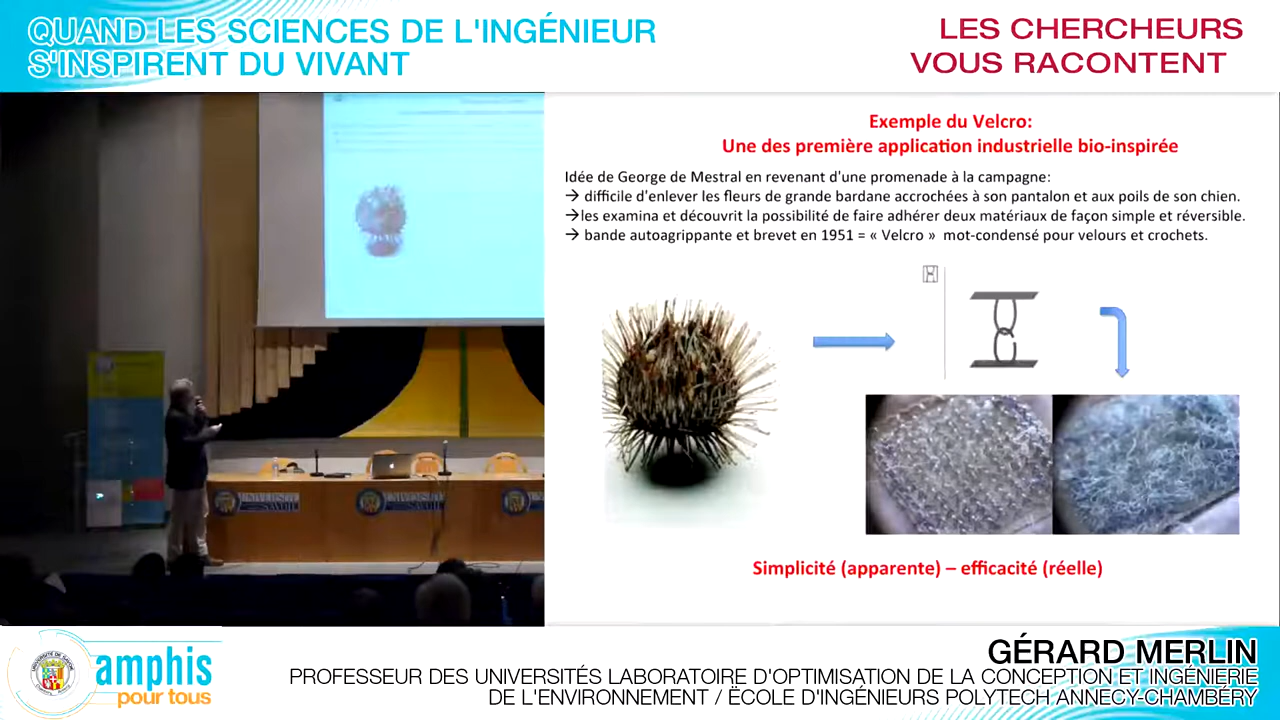 QUAND LES SCIENCES DE L'INGÉNIEUR
S'INSPIRENT DU VIVANT
LES CHERCHEURS
VOUS RACONTENT
Exemple du Velcro:
Une des première application industrielle bio-inspirée
Idée de George de Mestral en revenant d'une promenade à la campagne:
→ difficile d'enlever les fleurs de grande bardane accrochées à son pantalon et aux poils de son chien.
→les examina et découvrit la possibilité de faire adhérer deux matériaux de façon simple et réversible.
→ bande autoagrippante et brevet en 1951 = « Velcro » mot-condensé pour velours et crochets.
Simplicité (apparente) – efficacité (réelle)
UNIVERSITÉ
SAVOIE
UNIVERSITÉ
SAVOIE
amphis
pour tous
GÉRARD MERLIN
PROFESSEUR DES UNIVERSITÉS LABORATOIRE D'OPTIMISATION DE LA CONCEPTION ET INGÉNIERIE
DE L'ENVIRONNEMENT / ËCOLE D'INGÉNIEURS POLYTECH ANNECY-CHAMBÉRY